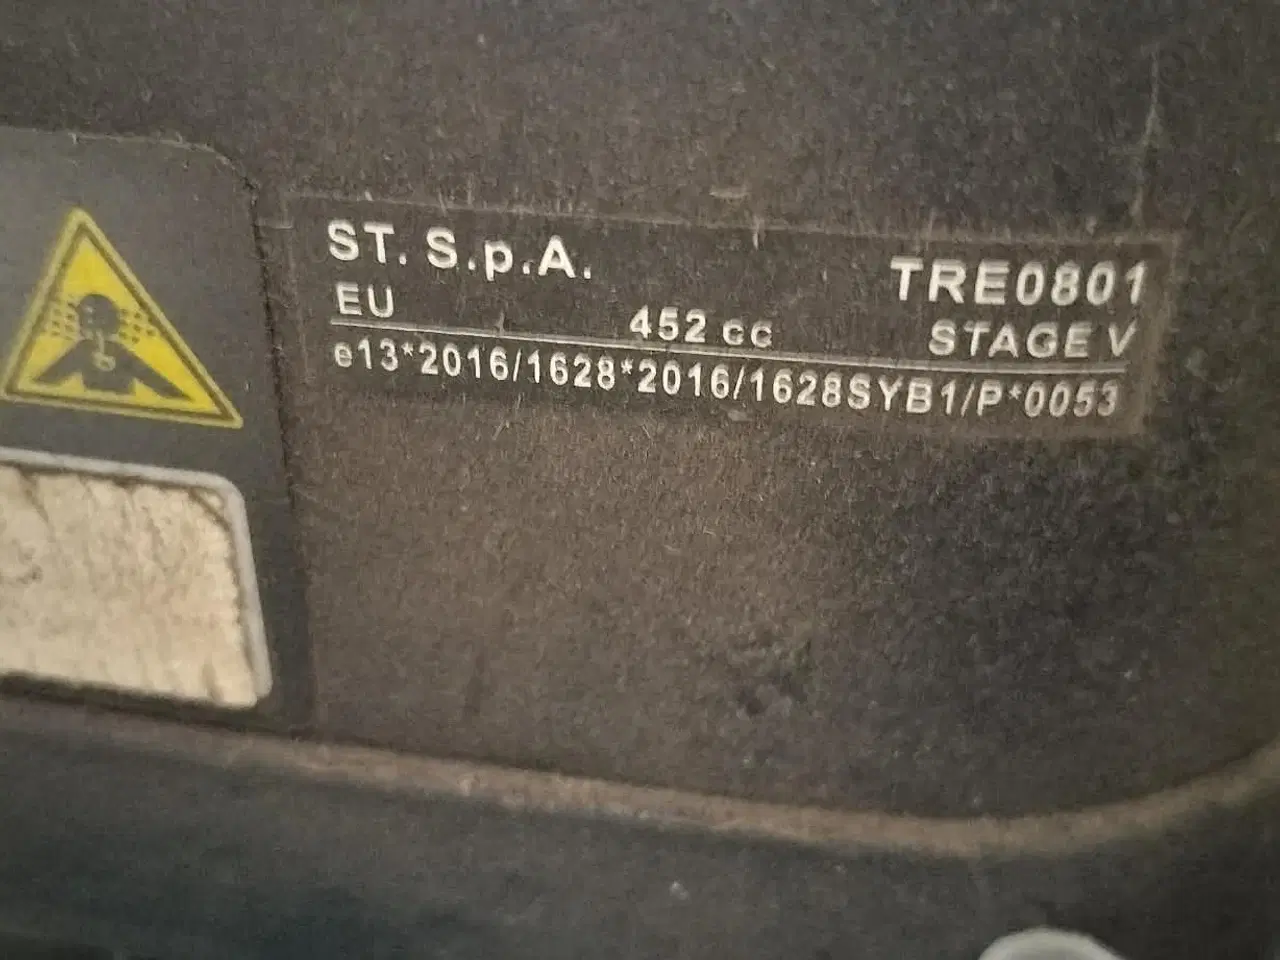 ST. S.p.A. TRE0801
EU 452 cc STAGE V
e13*2016/1628*2016/1628SYB1/P*0053